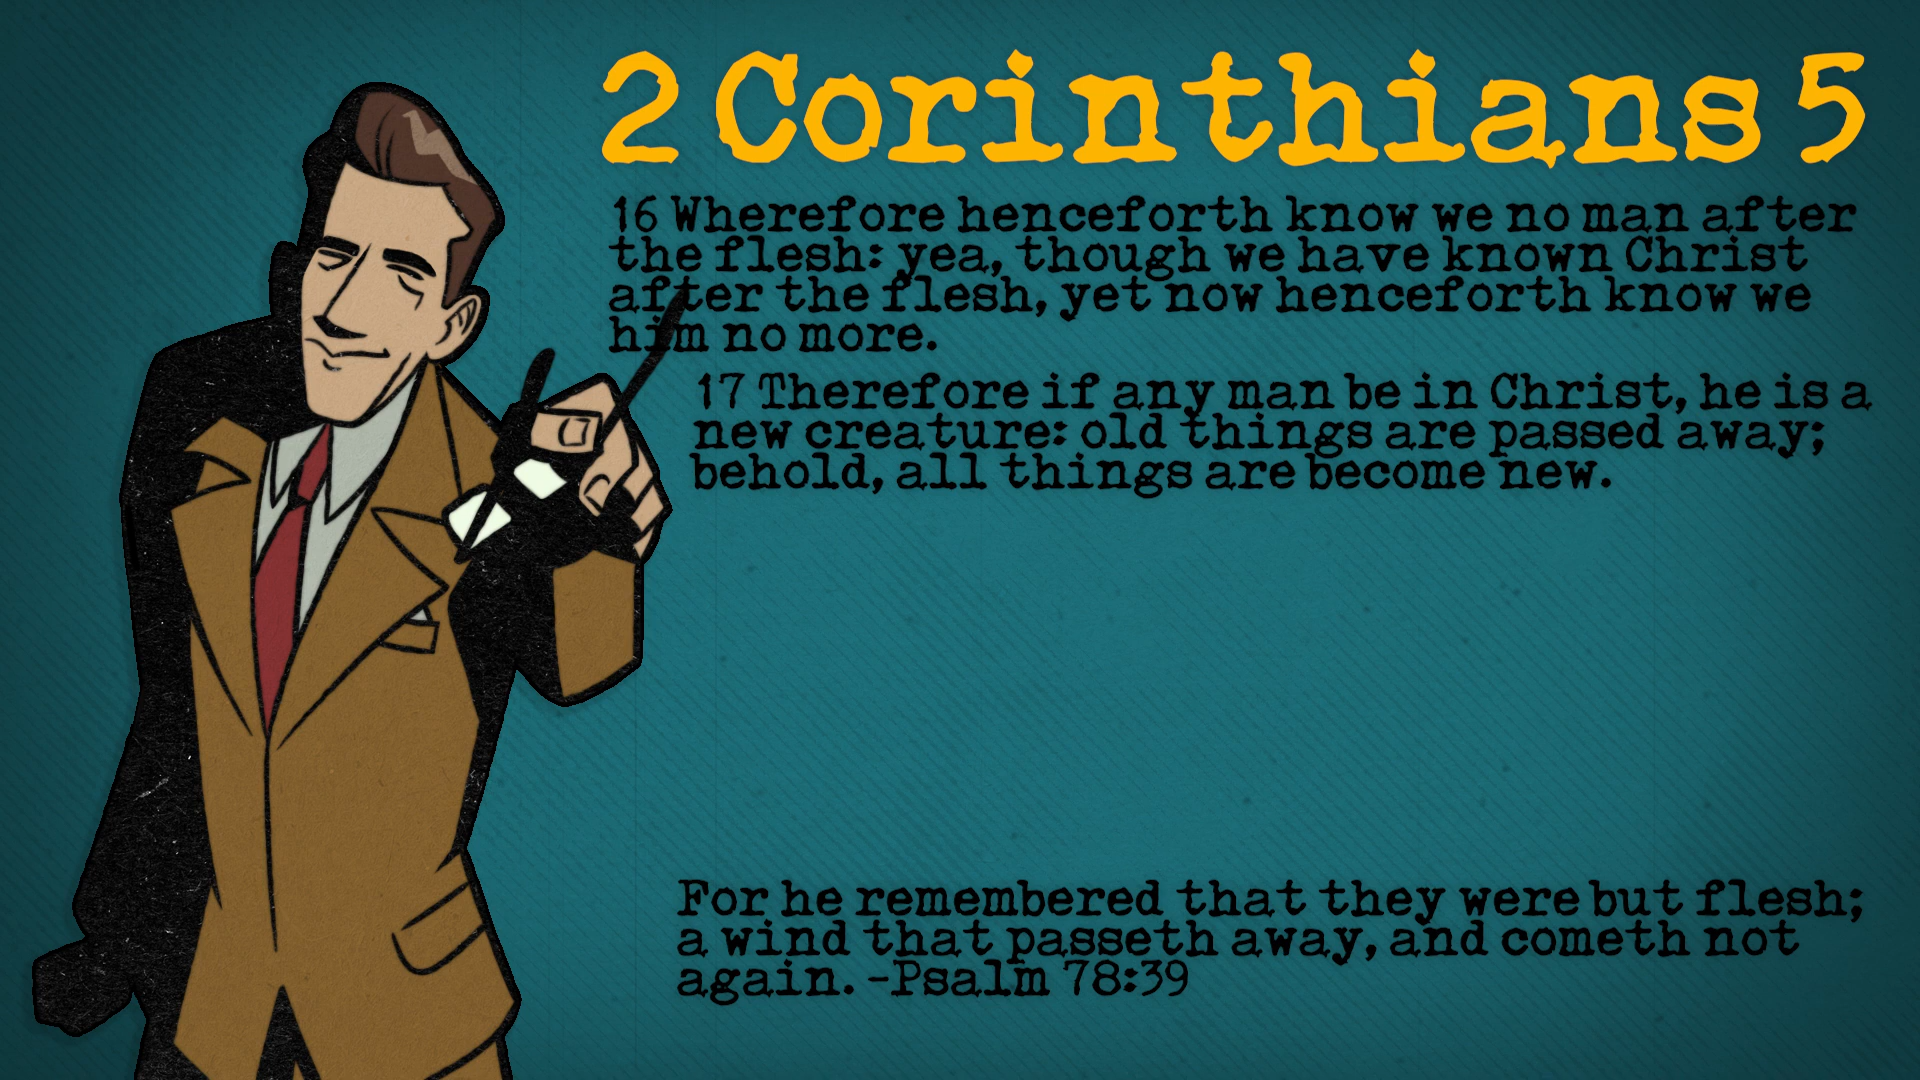 2 Corinthians 5
16 Wherefore henceforth know we no man after
the flesh: yea, though we have known Christ
after the flesh, yet now henceforth know we
him no more.
17 Therefore if any man be in Christ, he is a
new creature: old things are passed away;
behold, all things are become new.
For he remembered that they were but flesh;
a wind that passeth away, and cometh not
again. -Psalm 78:39